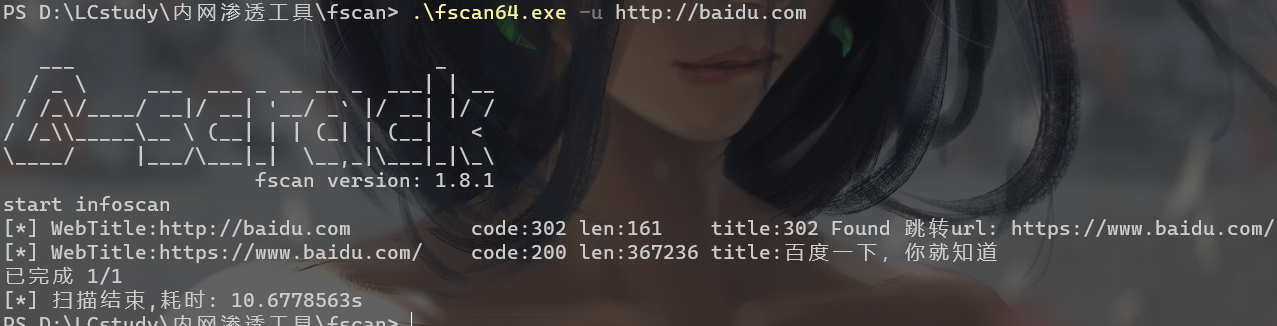 PS D:\LCstudy\内网渗透工具\fscan> .\fscan64.exe -u http://baidu.com
   ___                              _
  / _ \     ___  ___ _ __ __ _  ___| | __
 / /_\/____/ __|/ __| '__/ _` |/ __| |/ /
/ /_\\_____\__ \ (__| | | (_| | (__|   <
\____/     |___/\___|_|  \__,_|\___|_|\_\
                     fscan version: 1.8.1
start infoscan
[*] WebTitle:http://baidu.com          code:302 len:161    title:302 Found 跳转url: https://www.baidu.com/
[*] WebTitle:https://www.baidu.com/    code:200 len:367236 title:百度一下，你就知道
已完成 1/1
[*] 扫描结束,耗时: 10.6778563s
PS D:\LCstudy\内网渗透工具\fscan>